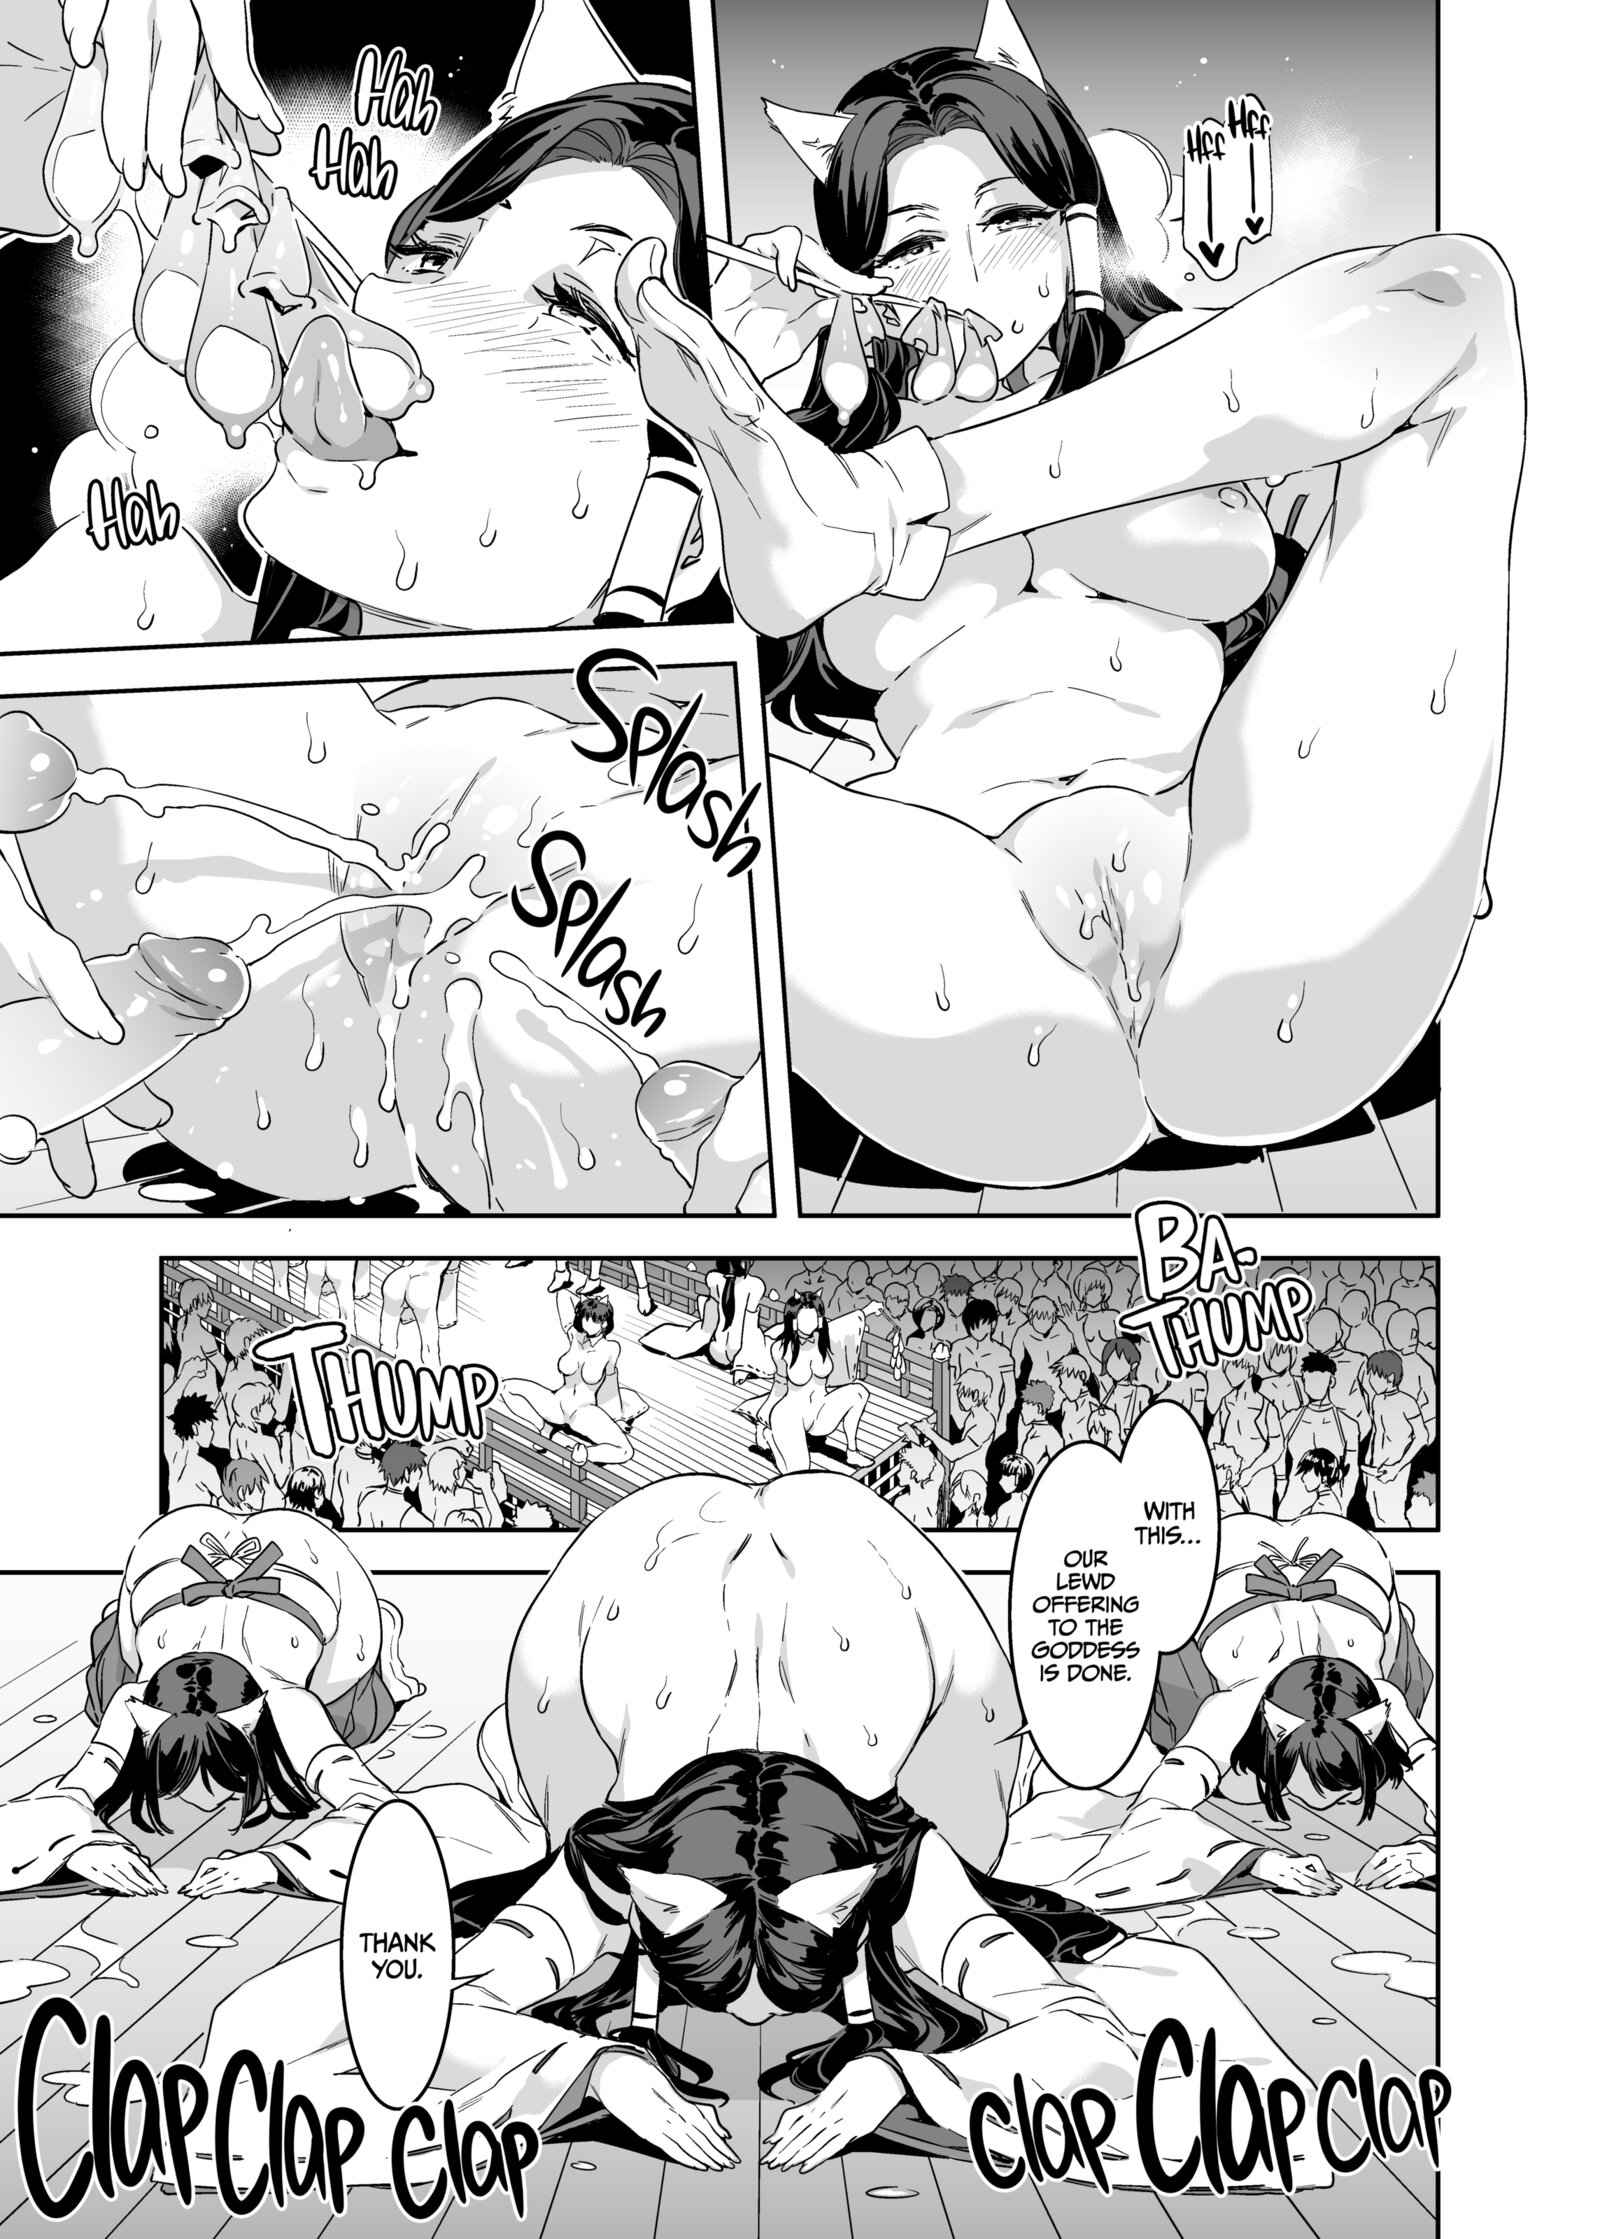 Hff
Hff
Hah
Hah
Hah
Splash
Splash
BA-
THUMP
THUMP
WITH
THIS...
OUR
LEWD
OFFERING
TO THE
GODDESS
IS DONE.
THANK
YOU.
Clap Clap Clap
Clap Clap Clap